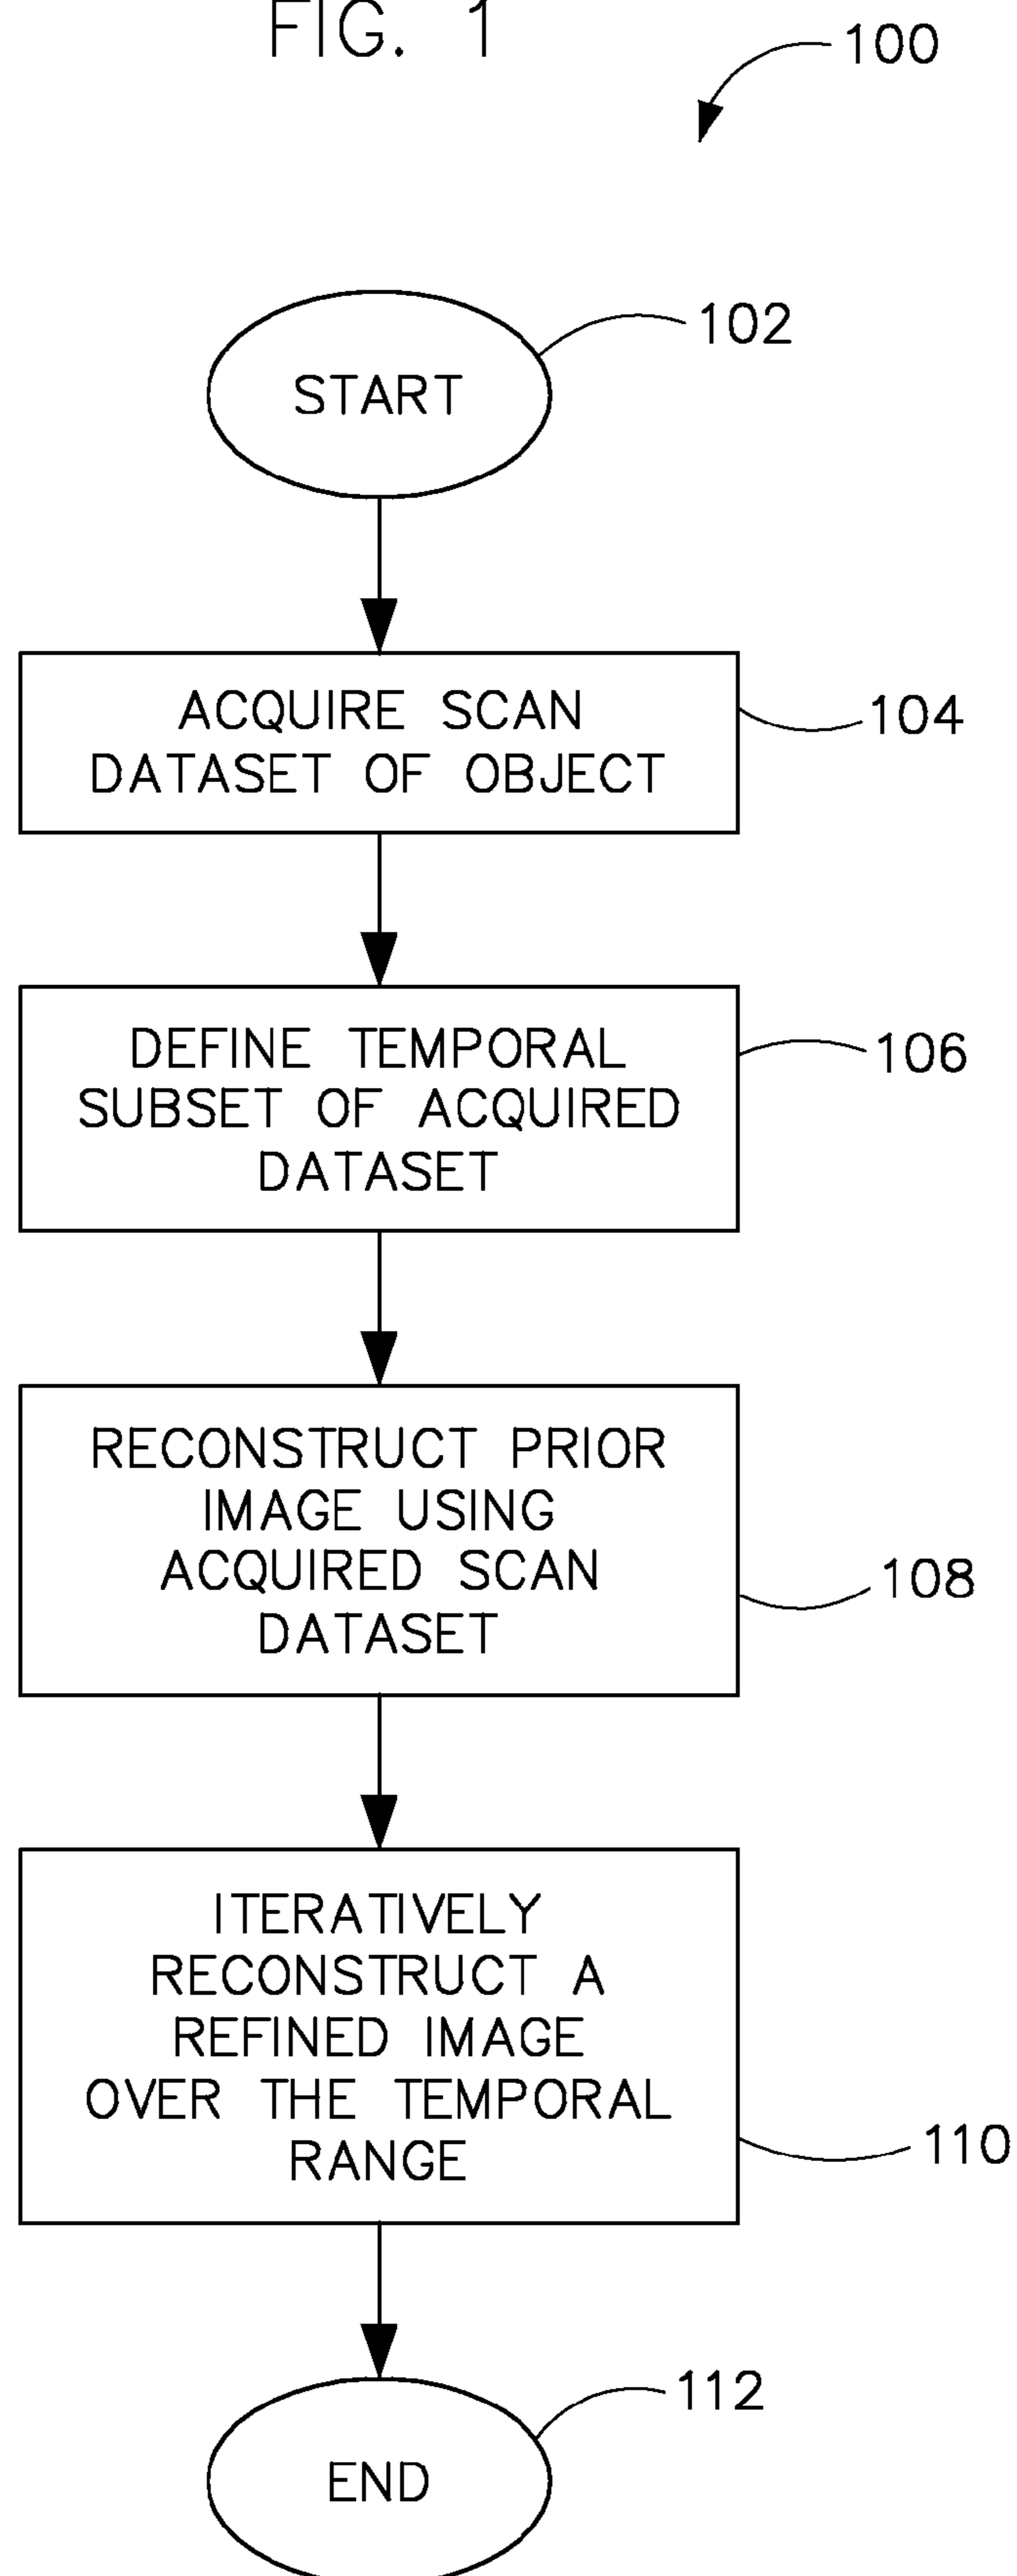 FIG. 1
100
102
START
ACQUIRE SCAN
DATASET OF OBJECT
104
DEFINE TEMPORAL
SUBSET OF ACQUIRED
DATASET
106
RECONSTRUCT PRIOR
IMAGE USING
ACQUIRED SCAN
DATASET
108
ITERATIVELY
RECONSTRUCT A
REFINED IMAGE
OVER THE TEMPORAL
RANGE
110
112
END